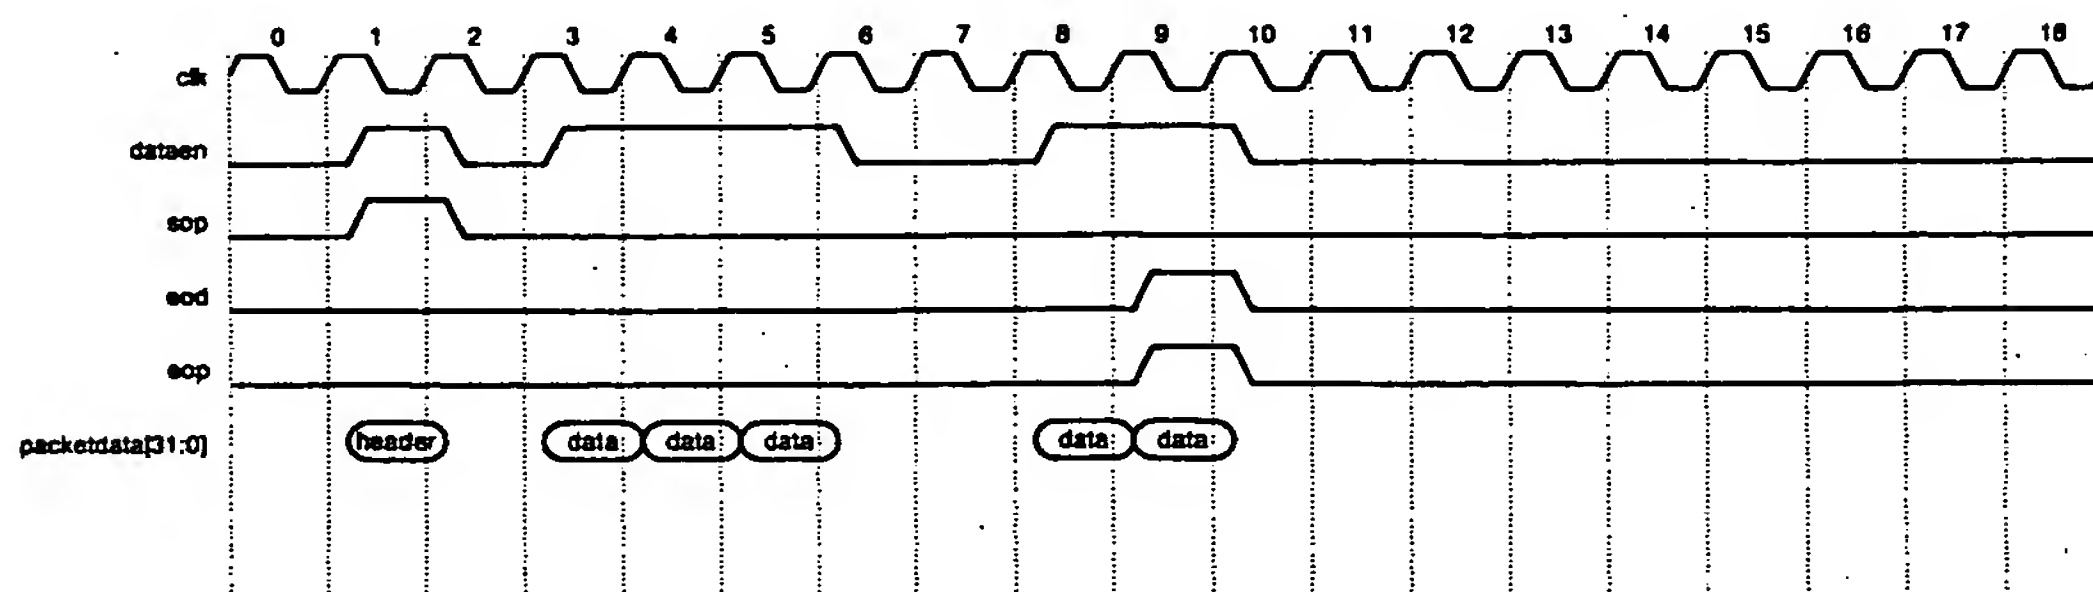 0 1 2 3 4 5 6 7 8 9 10 11 12 13 14 15 16 17 18
clk
dataen
sop
eod
eop
packetdata[31:0] header data data data data data